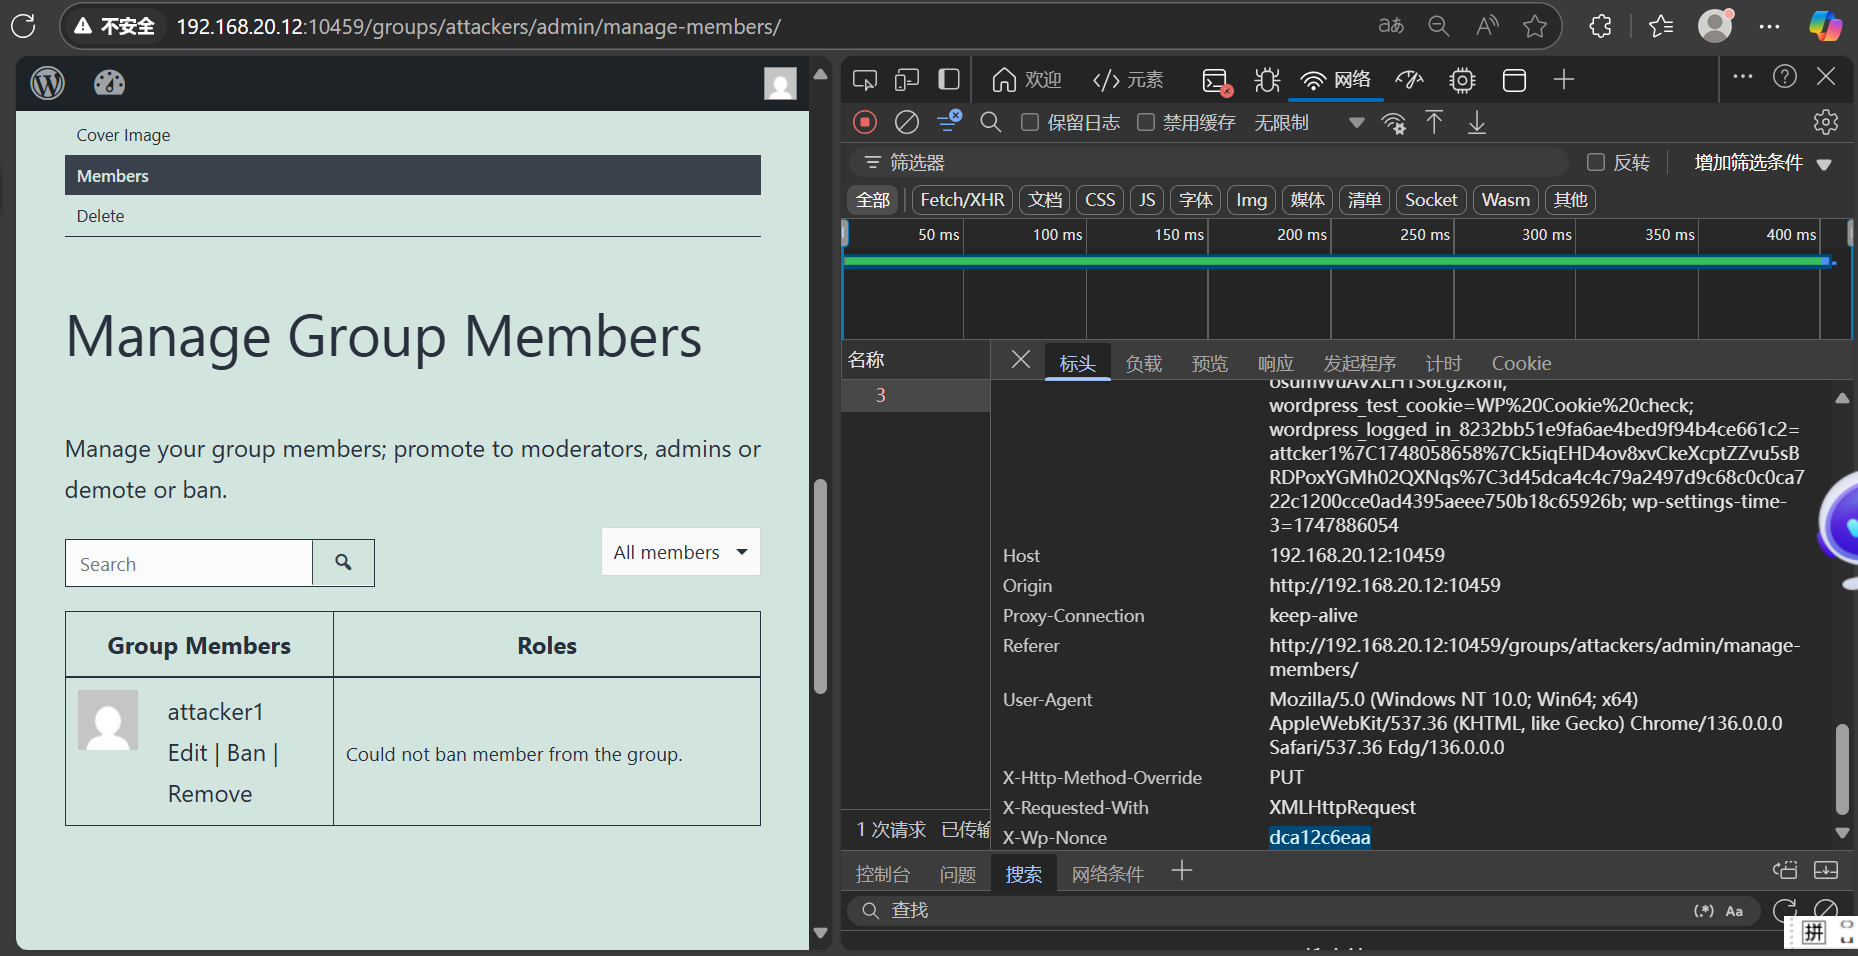 不安全 192.168.20.12:10459/groups/attackers/admin/manage-members/
Cover Image
Members
Delete
Manage Group Members
Manage your group members; promote to moderators, admins or
demote or ban.
Search
All members
Group Members Roles
attacker1
Edit | Ban |
Remove
Could not ban member from the group.
欢迎 元素 网络
保留日志 禁用缓存 无限制
筛选器 反转 增加筛选条件
全部 Fetch/XHR 文档 CSS JS 字体 Img 媒体 清单 Socket Wasm 其他
50 ms 100 ms 150 ms 200 ms 250 ms 300 ms 350 ms 400 ms
名称 标头 负载 预览 响应 发起程序 计时 Cookie
3
wordpress_test_cookie=WP%20Cookie%20check;
wordpress_logged_in_8232bb51e9fa6ae4bed9f94b4ce661c2=
attcker1%7C1748058658%7Ck5iqEHD4ov8xvCkeXcptZZvu5sB
RDPoxYGMh02QXNqs%7C3d45dca4c4c79a2497d9c68c0c0ca7
22c1200cce0ad4395aeee750b18c65926b; wp-settings-time-
3=1747886054
Host 192.168.20.12:10459
Origin http://192.168.20.12:10459
Proxy-Connection keep-alive
Referer http://192.168.20.12:10459/groups/attackers/admin/manage-
members/
User-Agent Mozilla/5.0 (Windows NT 10.0; Win64; x64)
AppleWebKit/537.36 (KHTML, like Gecko) Chrome/136.0.0.0
Safari/537.36 Edg/136.0.0.0
X-Http-Method-Override PUT
X-Requested-With XMLHttpRequest
X-Wp-Nonce dca12c6eaa
1 次请求 已传输
控制台 问题 搜索 网络条件
查找 (.*) Aa
拼